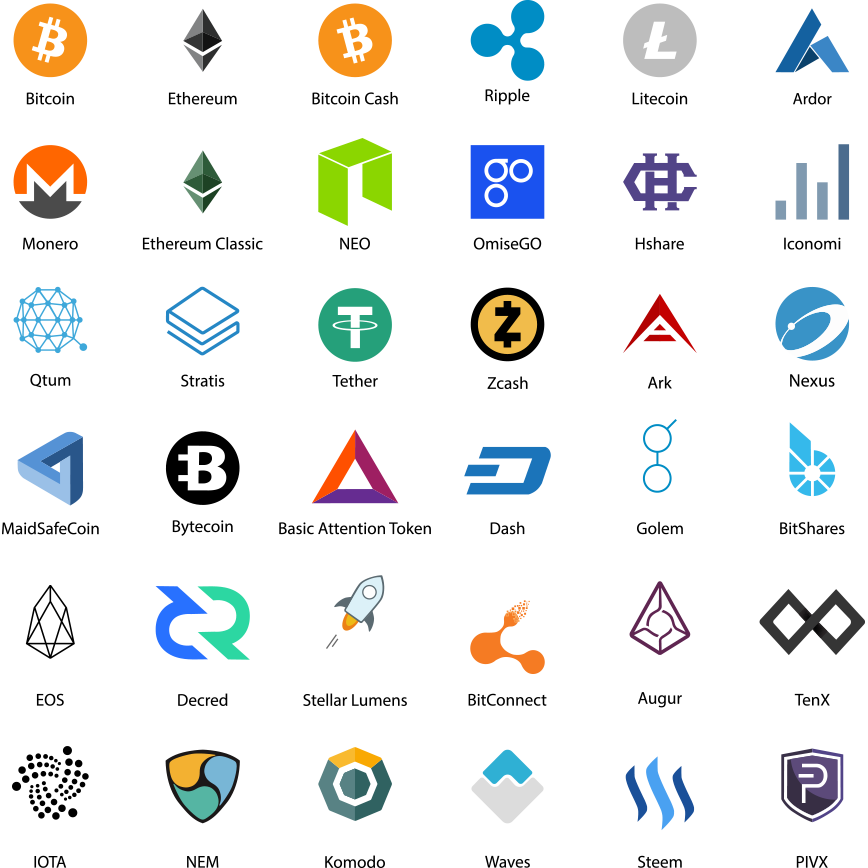 Bitcoin
Ethereum
Bitcoin Cash
Ripple
Litecoin
Ardor
Monero
Ethereum Classic
NEO
go
OmiseGO
Hshare
Iconomi
Qtum
Stratis
Tether
Zcash
Ark
Nexus
MaidSafeCoin
Bytecoin
Basic Attention Token
Dash
Golem
BitShares
EOS
Decred
Stellar Lumens
BitConnect
Augur
TenX
IOTA
NEM
Komodo
Waves
Steem
PIVX